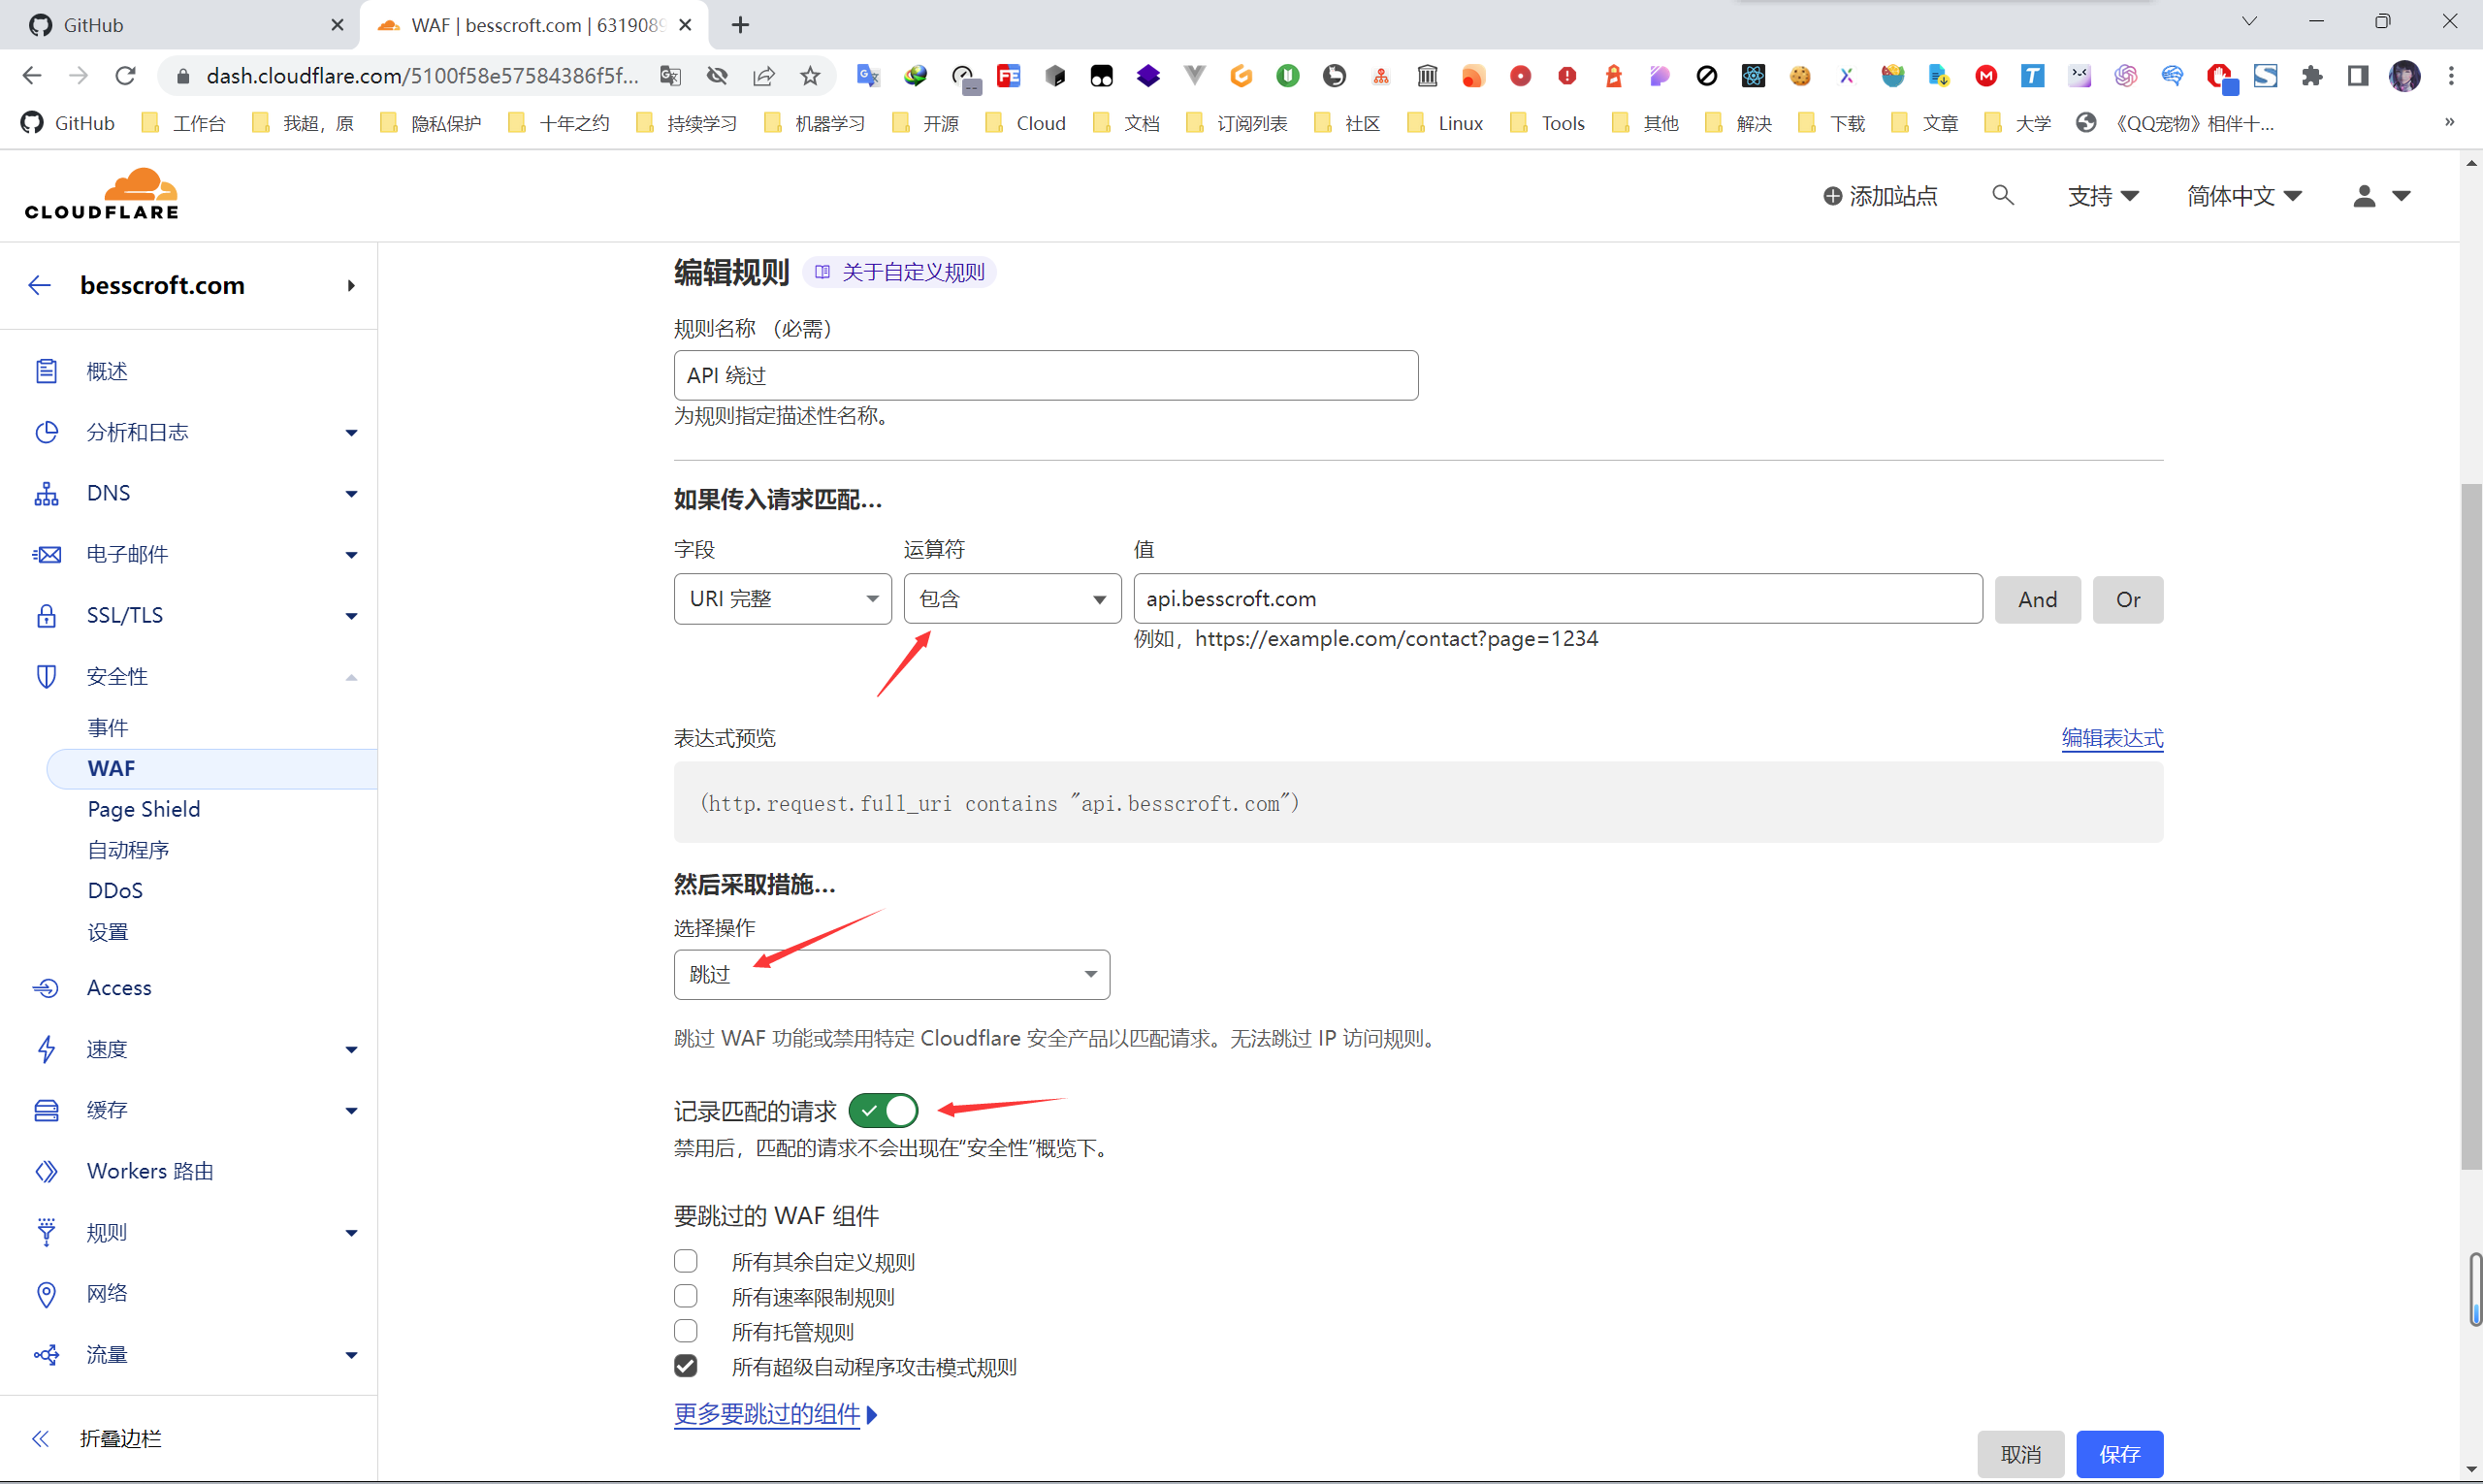 GitHub
WAF | besscroft.com | 6319089
dash.cloudflare.com/5100f58e57584386f5f...
GitHub 工作台 我超，原 隐私保护 十年之约 持续学习 机器学习 开源 Cloud 文档 订阅列表 社区 Linux Tools 其他 解决 下载 文章 大学 《QQ宠物》相伴十... »
CLOUDFLARE
添加站点 支持 简体中文
besscroft.com
概述
分析和日志
DNS
电子邮件
SSL/TLS
安全性
事件
WAF
Page Shield
自动程序
DDoS
设置
Access
速度
缓存
Workers 路由
规则
网络
流量
折叠边栏
编辑规则 关于自定义规则
规则名称 （必需）
API 绕过
为规则指定描述性名称。
如果传入请求匹配...
字段 运算符 值
URI 完整 包含 api.besscroft.com And Or
例如，https://example.com/contact?page=1234
表达式预览 编辑表达式
(http.request.full_uri contains "api.besscroft.com")
然后采取措施...
选择操作
跳过
跳过 WAF 功能或禁用特定 Cloudflare 安全产品以匹配请求。无法跳过 IP 访问规则。
记录匹配的请求
禁用后，匹配的请求不会出现在“安全性”概览下。
要跳过的 WAF 组件
所有其余自定义规则
所有速率限制规则
所有托管规则
所有超级自动程序攻击模式规则
更多要跳过的组件
取消 保存